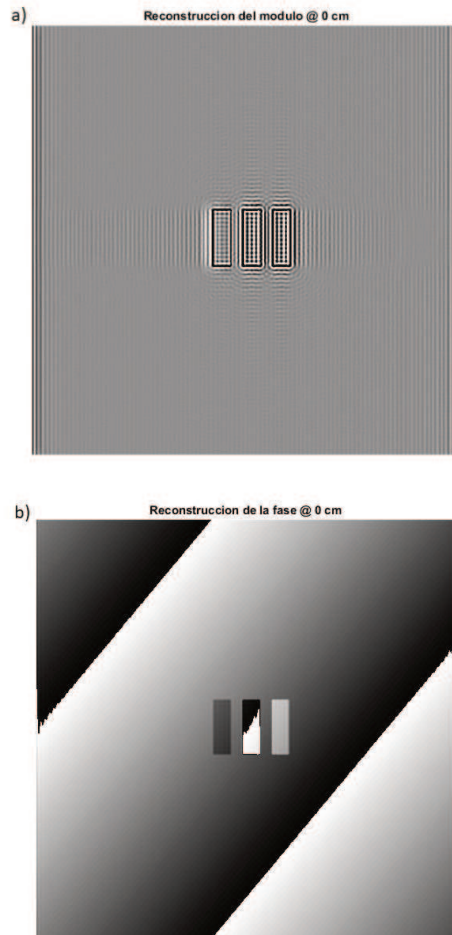 a)
Reconstruccion del modulo @ 0 cm
b)
Reconstruccion de la fase @ 0 cm